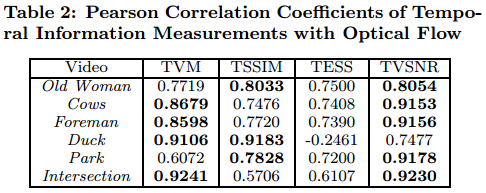 Table 2: Pearson Correlation Coefficients of Tempo-
ral Information Measurements with Optical Flow
Video TVM TSSIM TESS TVSNR
Old Woman 0.7719 0.8033 0.7500 0.8054
Cows 0.8679 0.7476 0.7408 0.9153
Foreman 0.8598 0.7720 0.7390 0.9156
Duck 0.9106 0.9183 -0.2461 0.7477
Park 0.6072 0.7828 0.7200 0.9178
Intersection 0.9241 0.5706 0.6107 0.9230